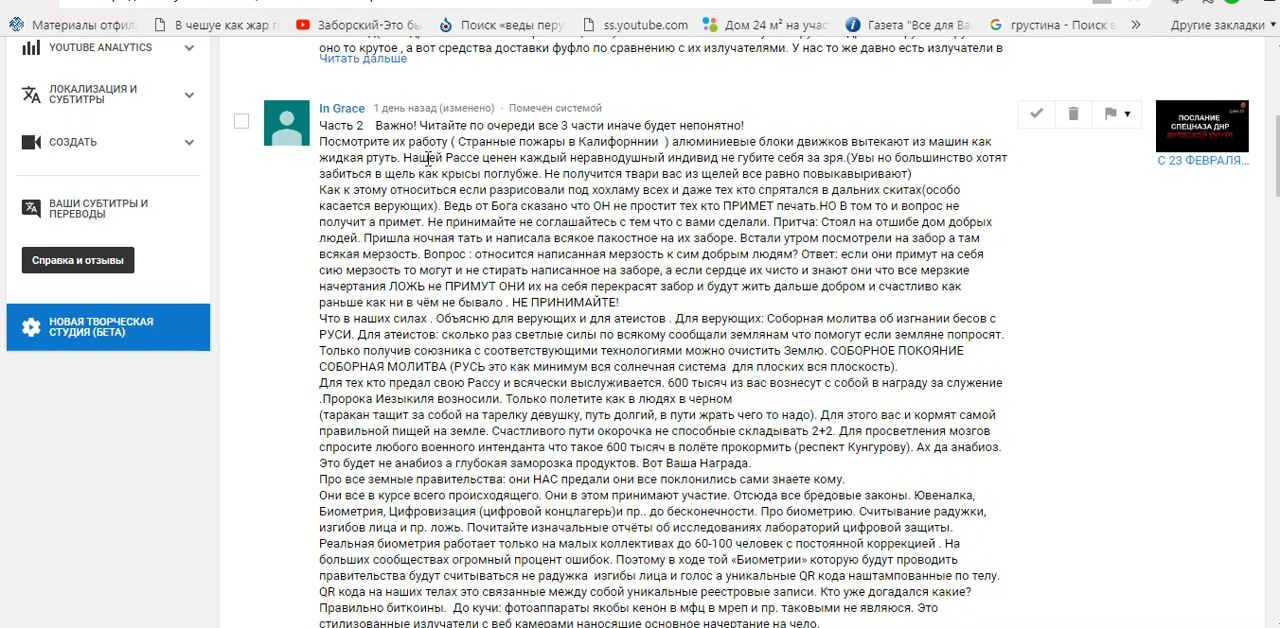 Материалы отфиль
В чешуе как жар г
Заборский-Это бы
Поиск «веды перу
ss.youtube.com
Дом 24 м² на учас
Газета "Все для Ва
грустина - Поиск в
Другие закладки
YOUTUBE ANALYTICS
ЛОКАЛИЗАЦИЯ И
СУБТИТРЫ
СОЗДАТЬ
ВАШИ СУБТИТРЫ И
ПЕРЕВОДЫ
Справка и отзывы
НОВАЯ ТВОРЧЕСКАЯ
СТУДИЯ (БЕТА)
оно то крутое , а вот средства доставки фуфло по сравнению с их излучателями. У нас то же давно есть излучатели в
Читать дальше
In Grace 1 день назад (изменено) · Помечен системой
Часть 2 Важно! Читайте по очереди все 3 части иначе будет непонятно!
Посмотрите их работу ( Странные пожары в Калифорннии ) алюминиевые блоки движков вытекают из машин как
жидкая ртуть. Нашей Рассе ценен каждый неравнодушный индивид не губите себя за зря.(Увы но большинство хотят
забиться в щель как крысы поглубже. Не получится твари вас из щелей все равно повыкавыривают)
Как к этому относиться если разрисовали под хохламу всех и даже тех кто спрятался в дальних скитах(особо
касается верующих). Ведь от Бога сказано что ОН не простит тех кто ПРИМЕТ печать.НО В том то и вопрос не
получит а примет. Не принимайте не соглашайтесь с тем что с вами сделали. Притча: Стоял на отшибе дом добрых
людей. Пришла ночная тать и написала всякое пакостное на их заборе. Встали утром посмотрели на забор а там
всякая мерзость. Вопрос : относится написанная мерзость к сим добрым людям? Ответ: если они примут на себя
сию мерзость то могут и не стирать написанное на заборе, а если сердце их чисто и знают они что все мерзкие
начертания ЛОЖЬ не ПРИМУТ ОНИ их на себя перекрасят забор и будут жить дальше добром и счастливо как
раньше как ни в чём не бывало . НЕ ПРИНИМАЙТЕ!
Что в наших силах . Объясню для верующих и для атеистов . Для верующих: Соборная молитва об изгнании бесов с
РУСИ. Для атеистов: сколько раз светлые силы по всякому сообщали землянам что помогут если земляне попросят.
Только получив союзника с соответствующими технологиями можно очистить Землю. СОБОРНОЕ ПОКОЯНИЕ
СОБОРНАЯ МОЛИТВА (РУСЬ это как минимум вся солнечная система для плоских вся плоскость).
Для тех кто предал свою Рассу и всячески выслуживается. 600 тысяч из вас вознесут с собой в награду за служение
.Пророка Иезыкиля возносили. Только полетите как в людях в черном
(таракан тащит за собой на тарелку девушку, путь долгий, в пути жрать чего то надо). Для этого вас и кормят самой
правильной пищей на земле. Счастливого пути окорочка не способные складывать 2+2. Для просветления мозгов
спросите любого военного интенданта что такое 600 тысяч в полёте прокормить (респект Кунгурову). Ах да анабиоз.
Это будет не анабиоз а глубокая заморозка продуктов. Вот Ваша Награда.
Про все земные правительства: они НАС предали они все поклонились сами знаете кому.
Они все в курсе всего происходящего. Они в этом принимают участие. Отсюда все бредовые законы. Ювеналка,
Биометрия, Цифровизация (цифровой концлагерь)и пр.. до бесконечности. Про биометрию. Считывание радужки,
изгибов лица и пр. ложь. Почитайте изначальные отчёты об исследованиях лабораторий цифровой защиты.
Реальная биометрия работает только на малых коллективах до 60-100 человек с постоянной коррекцией . На
больших сообществах огромный процент ошибок. Поэтому в ходе той «Биометрии» которую будут проводить
правительства будут считываться не радужка изгибы лица и голос а уникальные QR кода наштампованные по телу.
QR кода на наших телах это связанные между собой уникальные реестровые записи. Кто уже догадался какие?
Правильно биткоины. До кучи: фотоаппараты якобы кенон в мфц в мреп и пр. таковыми не являюся. Это
стилизованные излучатели с веб камерами наносящие основное начертание на чело.
ПОСЛАНИЕ
СПЕЦНАЗА ДНР
С 23 ФЕВРАЛЯ...